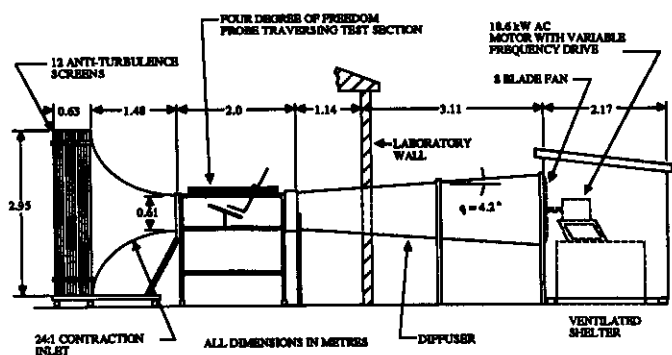 FOUR DEGREE OF FREEDOM
PROBE TRAVERSING TEST SECTION
18.6 kW AC
MOTOR WITH VARIABLE
FREQUENCY DRIVE
12 ANTI-TURBULENCE
SCREENS
8 BLADE FAN
0.63
1.48
2.0
1.14
3.11
2.17
LABORATORY
WALL
2.95
0.61
q = 4.2°
24:1 CONTRACTION
INLET
ALL DIMENSIONS IN METRES
DIFFUSER
VENTILATED
SHELTER